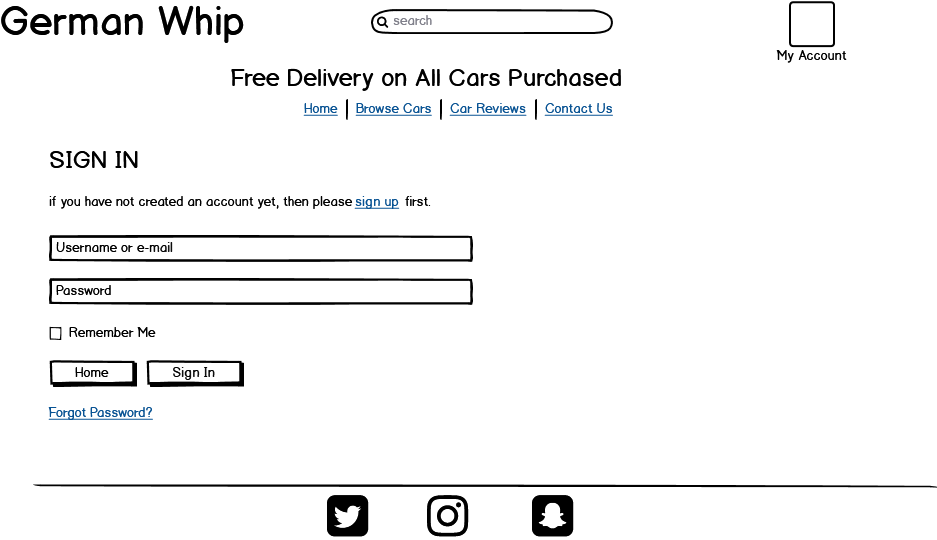 German Whip
search
My Account
Free Delivery on All Cars Purchased
Home | Browse Cars | Car Reviews | Contact Us
SIGN IN
if you have not created an account yet, then please sign up first.
Username or e-mail
Password
Remember Me
Home Sign In
Forgot Password?